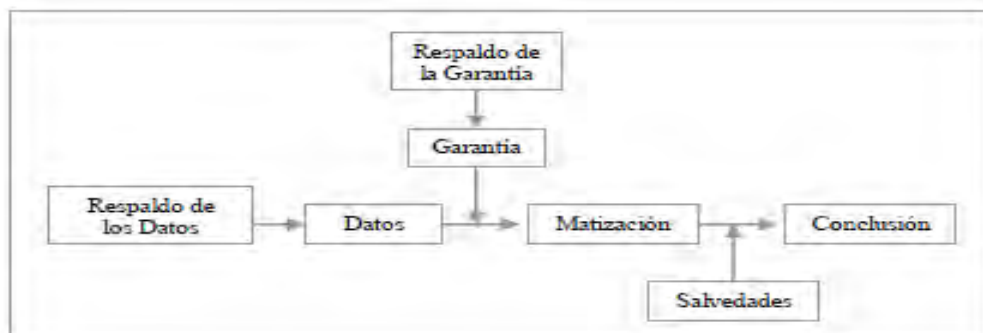 Respaldo de
la Garantía
Garantía
Respaldo de
los Datos
Datos
Matización
Conclusión
Salvedades